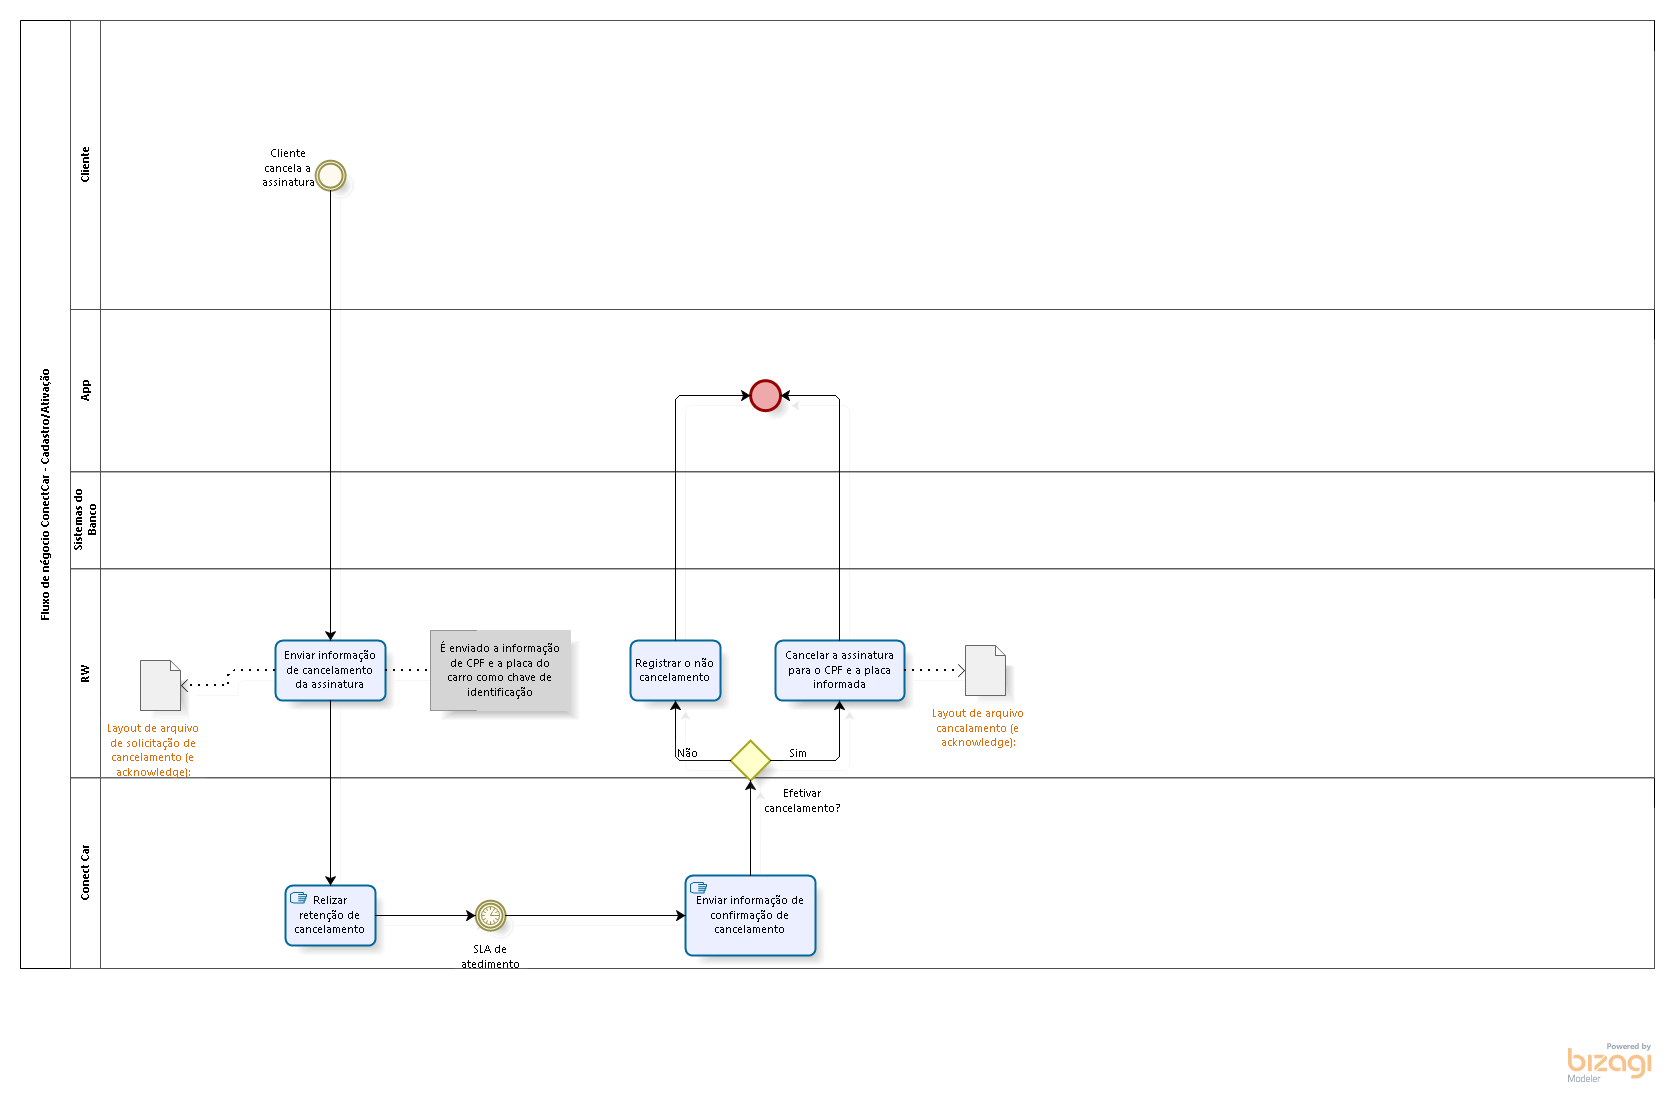 Fluxo de négocio ConectCar - Cadastro/Ativação
Cliente
Cliente
cancela a
assinatura
App
Sistemas do
Banco
RW
Enviar informação
de cancelamento
da assinatura
É enviado a informação
de CPF e a placa do
carro como chave de
identificação
Layout de arquivo
de solicitação de
cancelamento (e
acknowledge):
Registrar o não
cancelamento
Cancelar a assinatura
para o CPF e a placa
informada
Layout de arquivo
cancalamento (e
acknowledge):
Não
Sim
Efetivar
cancelamento?
Conect Car
Relizar
retenção de
cancelamento
SLA de
atedimento
Enviar informação de
confirmação de
cancelamento
Powered by
bizagi
Modeler